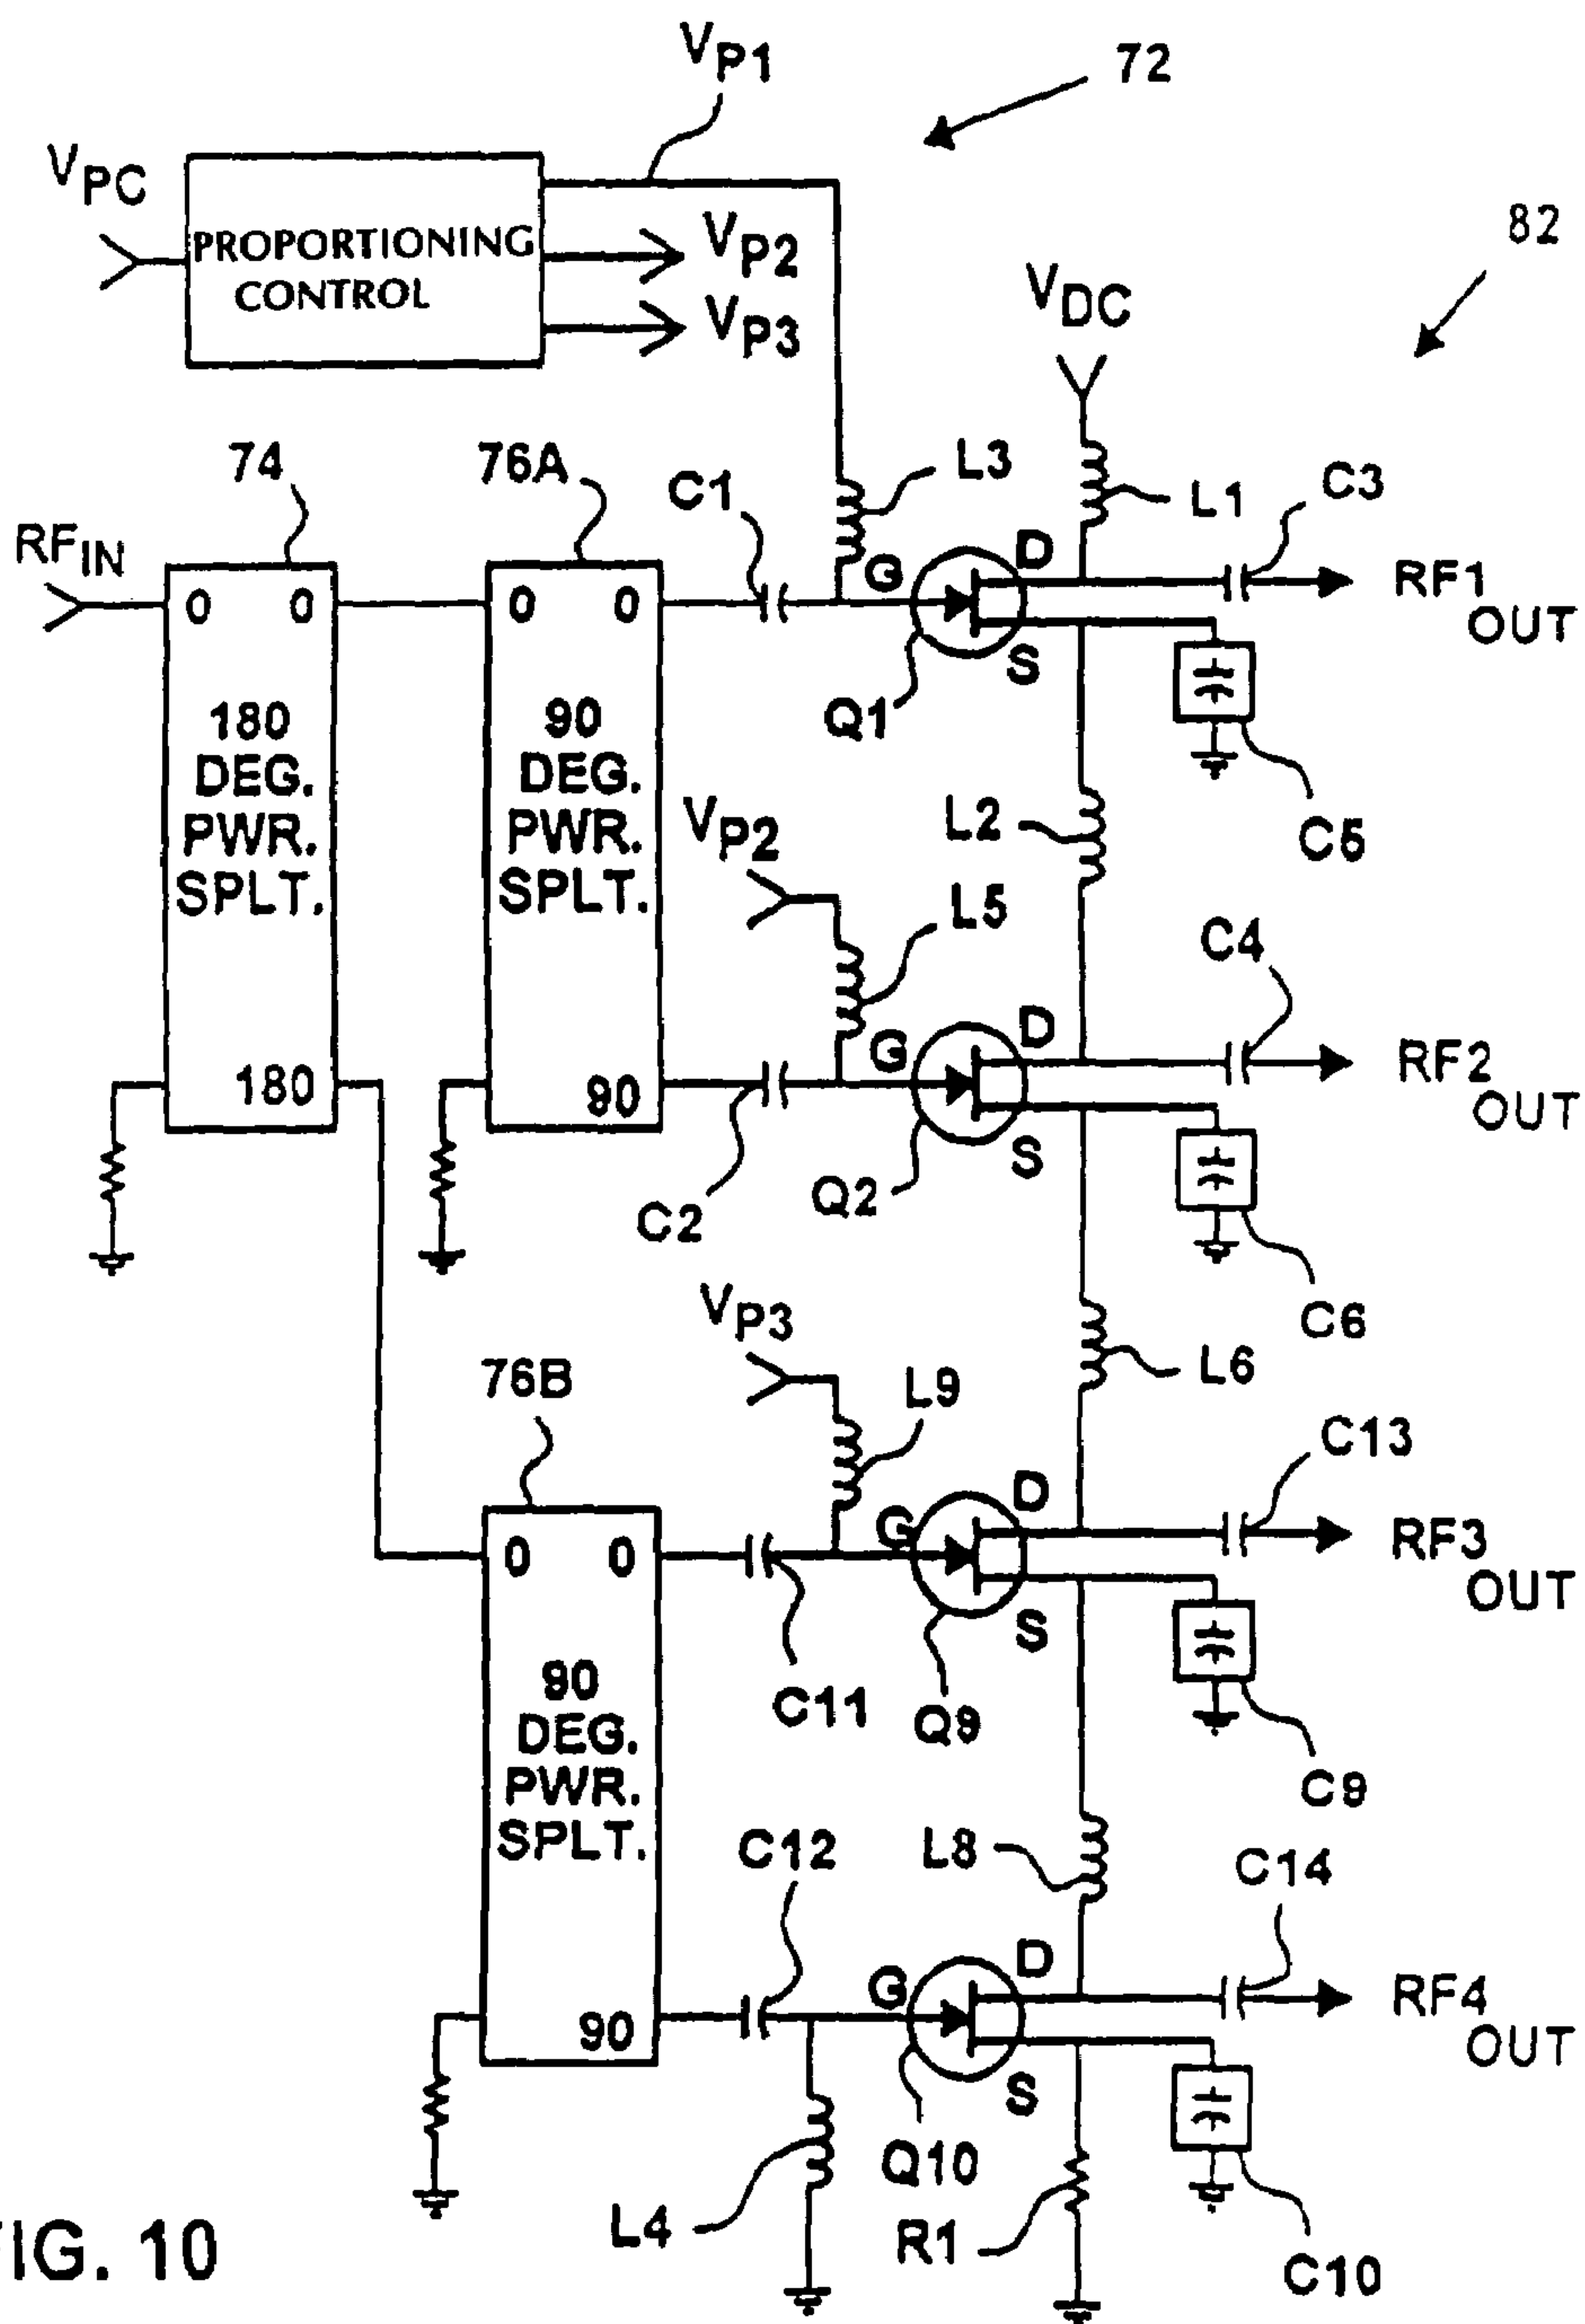 VP1
72
VPC
PROPORTIONING
CONTROL
VP2
VP3
82
VDC
74
76A
C1
L3
L1
C3
RFIN
0 0
0 0
G
D
RF1
OUT
S
Q1
C5
180
DEG.
PWR.
SPLT.
90
DEG.
PWR.
SPLT.
VP2
L2
L5
C4
G
D
RF2
OUT
180
90
S
Q2
C2
C6
VP3
L6
76B
L9
C13
D
G
0 0
RF3
OUT
S
C11
Q9
C9
90
DEG.
PWR.
SPLT.
C12
L8
C14
D
G
RF4
OUT
90
S
Q10
L4
R1
C10
IG. 10